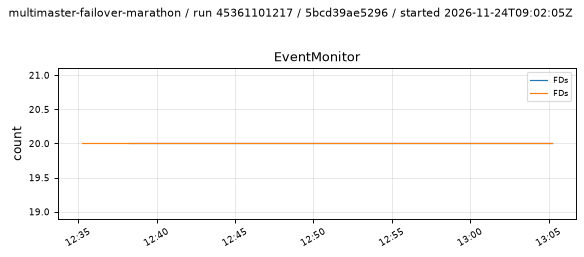 multimaster-failover-marathon / run 45361101217 / 5bcd39ae5296 / started 2026-11-24T09:02:05Z
EventMonitor
FDs
FDs
count
21.0
20.5
20.0
19.5
19.0
12:35
12:40
12:45
12:50
12:55
13:00
13:05